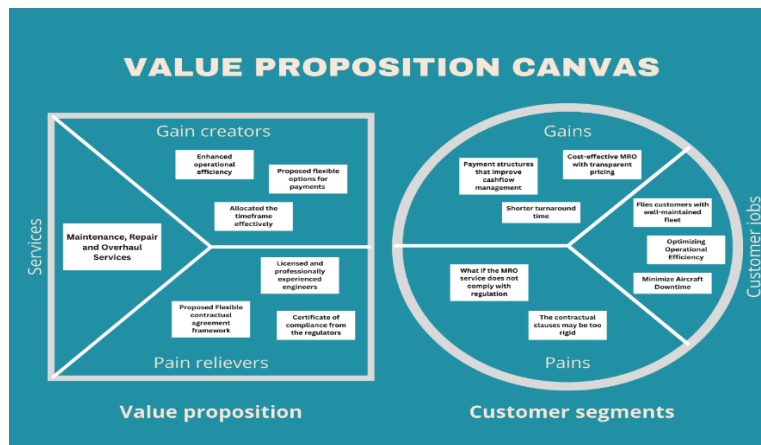 VALUE PROPOSITION CANVAS
Gain creators
Enhanced
operational
efficiency
Proposed flexible
options for
payments
Allocated the
timeframe
effectively
Services
Maintenance, Repair
and Overhaul
Services
Licensed and
professionally
experienced
engineers
Proposed Flexible
contractual
agreement
framework
Certificate of
compliance from
the regulators
Pain relievers
Value proposition
Gains
Payment structures
that improve
cashflow
management
Cost-effective MRO
with transparent
pricing
Shorter turnaround
time
Flies customers with
well-maintained
fleet
Optimizing
Operational
Efficiency
Minimize Aircraft
Downtime
Customer jobs
What if the MRO
service does not
comply with
regulation
The contractual
clauses may be too
rigid
Pains
Customer segments